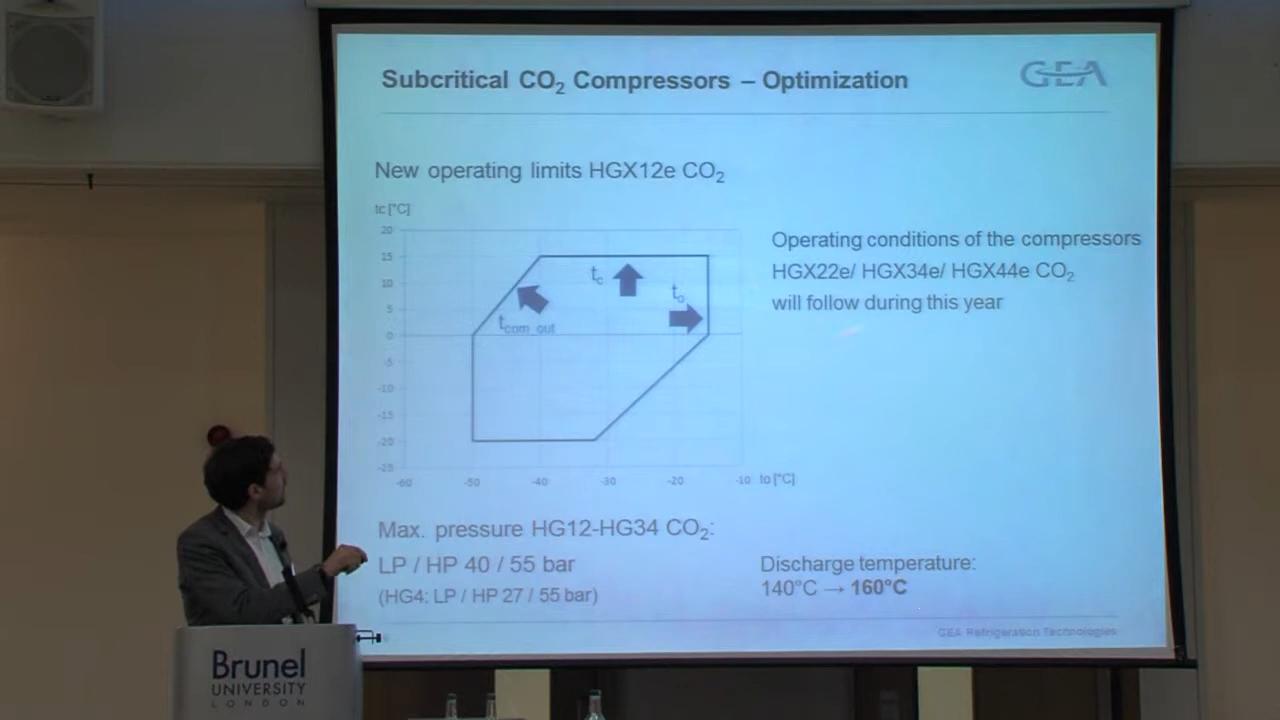 Subcritical CO₂ Compressors – Optimization
GEA
New operating limits HGX12e CO₂
tc [°C]
20
15
10
5
0
-5
-10
-15
-20
-25
-60
-50
-40
-30
-20
-10
to [°C]
tc
to
tcom_out
Operating conditions of the compressors
HGX22e/ HGX34e/ HGX44e CO₂
will follow during this year
Max. pressure HG12-HG34 CO₂:
LP / HP 40 / 55 bar
(HG4: LP / HP 27 / 55 bar)
Discharge temperature:
140°C → 160°C
GEA Refrigeration Technologies
Brunel
UNIVERSITY
LONDON